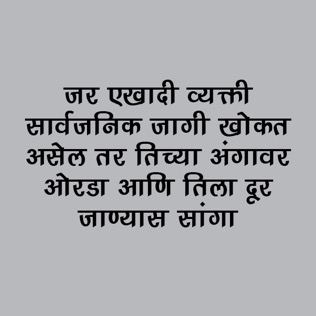 जर एखादी व्यक्ती
सार्वजनिक जागी खोकत
असेल तर तिच्या अंगावर
ओरडा आणि तिला दूर
जाण्यास सांगा